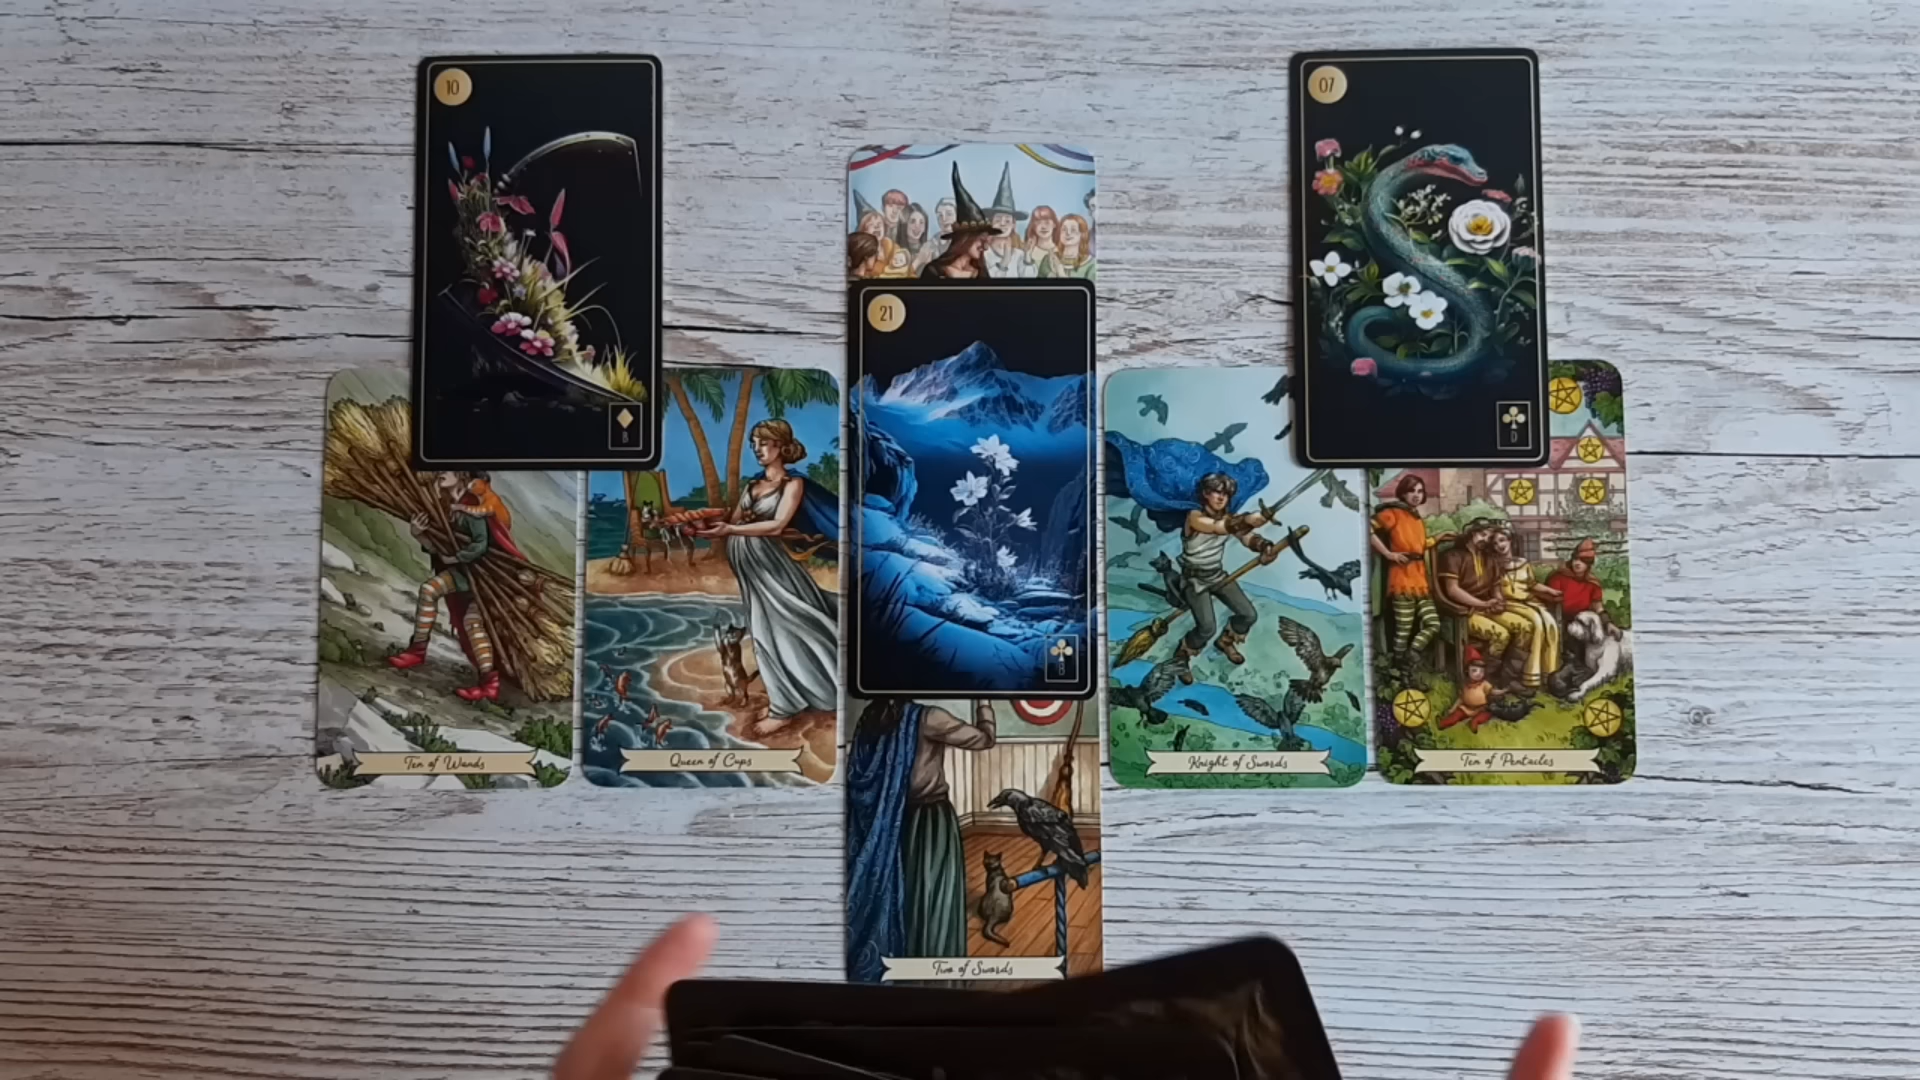 10
07
21
B
D
Ten of Wands
Queen of Cups
Knight of Swords
Ten of Pentacles
Two of Swords